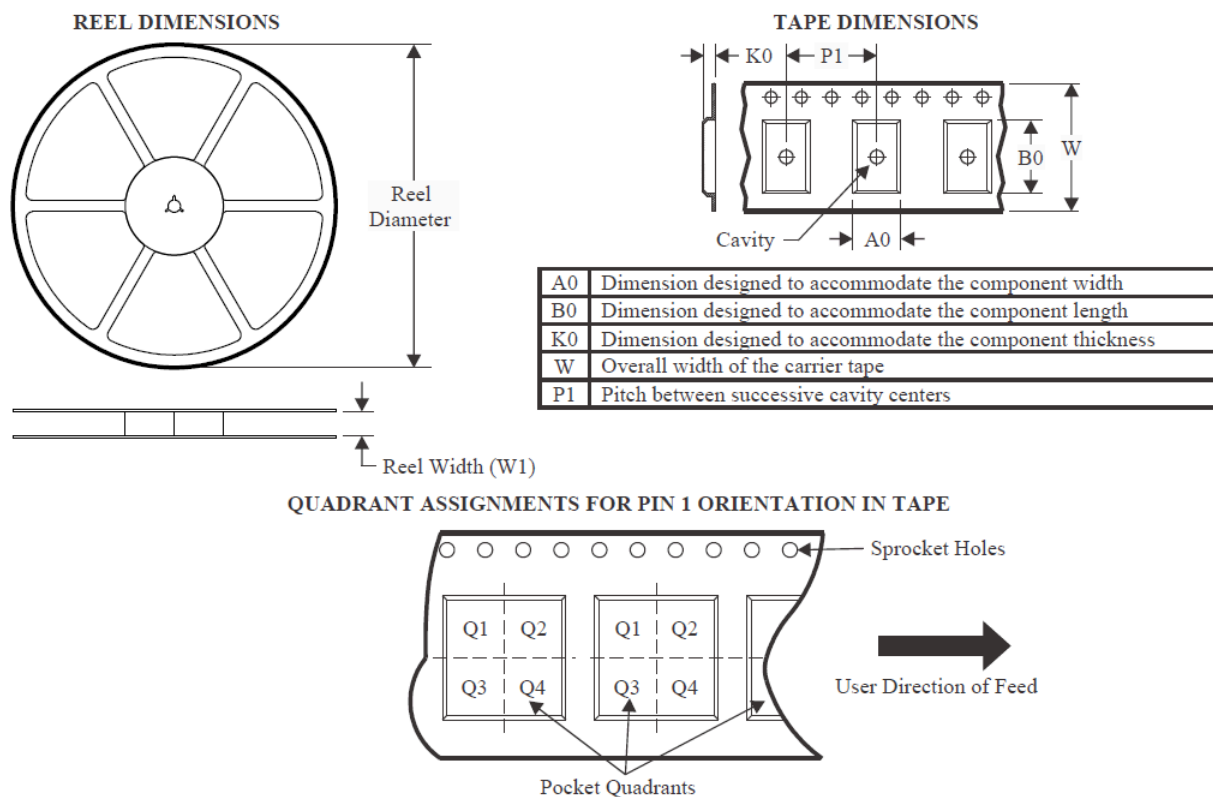 REEL DIMENSIONS
Reel
Diameter
Reel Width (W1)
TAPE DIMENSIONS
K0
P1
B0
W
Cavity
A0
A0 Dimension designed to accommodate the component width
B0 Dimension designed to accommodate the component length
K0 Dimension designed to accommodate the component thickness
W Overall width of the carrier tape
P1 Pitch between successive cavity centers
QUADRANT ASSIGNMENTS FOR PIN 1 ORIENTATION IN TAPE
Sprocket Holes
Q1 Q2 Q1 Q2
Q3 Q4 Q3 Q4
User Direction of Feed
Pocket Quadrants